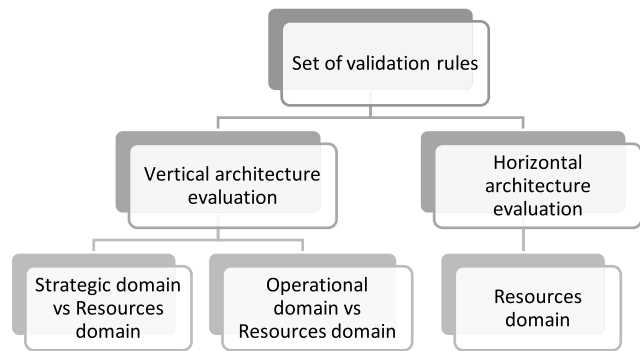 Set of validation rules
Vertical architecture
evaluation
Horizontal
architecture
evaluation
Strategic domain
vs Resources
domain
Operational
domain vs
Resources domain
Resources
domain